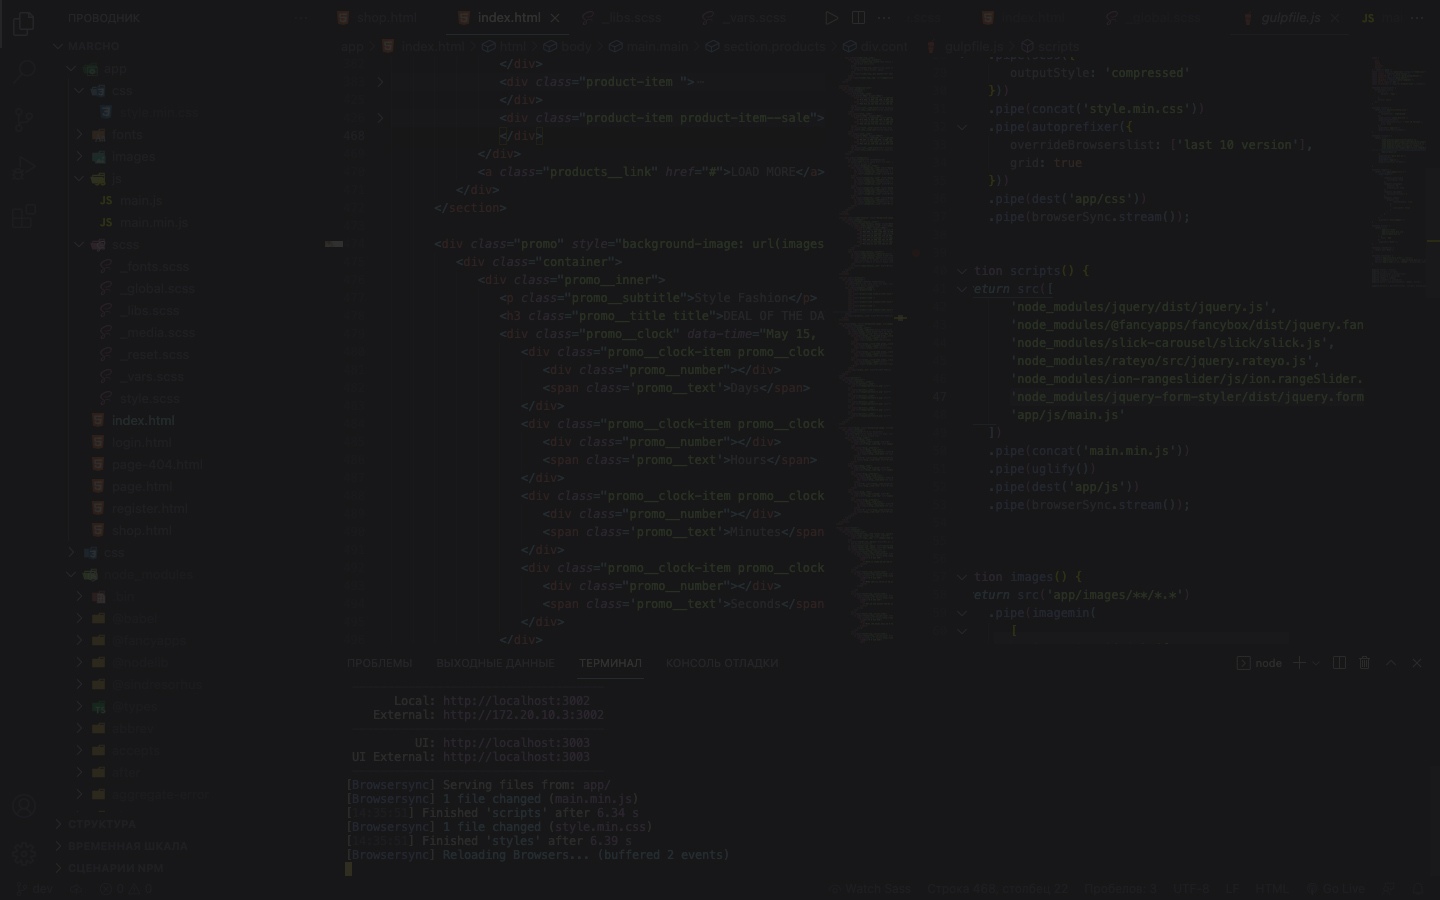 ПРОВОДНИК
MARCHO
app
css
style.min.css
fonts
images
js
JS main.js
JS main.min.js
scss
_fonts.scss
_global.scss
_libs.scss
_media.scss
_reset.scss
_vars.scss
style.scss
index.html
login.html
page-404.html
page.html
register.html
shop.html
css
node_modules
.bin
aggregate-error
СТРУКТУРА
ВРЕМЕННАЯ ШКАЛА
СЦЕНАРИИ NPM
shop.html index.html _libs.scss _vars.scss
app index.html html body main.main section.products div.cont
</div>
<div class="product-item ">
</div>
<div class="product-item product-item--sale">
468 </div>
</div>
<a class="products__link" href="#">LOAD MORE</a>
</div>
</section>
<div class="promo" style="background-image: url(images
<div class="container">
<div class="promo__inner">
<p class="promo__subtitle">Style Fashion</p>
<h3 class="promo__title title">DEAL OF THE DA
<div class="promo__clock" data-time="May 15,
<div class="promo__clock-item promo__clock
<div class="promo__number"></div>
<span class='promo__text'>Days</span>
</div>
<div class="promo__clock-item promo__clock
<div class="promo__number"></div>
<span class='promo__text'>Hours</span>
</div>
<div class="promo__clock-item promo__clock
<div class="promo__number"></div>
<span class='promo__text'>Minutes</span
</div>
<div class="promo__clock-item promo__clock
<div class="promo__number"></div>
<span class='promo__text'>Seconds</span
</div>
</div>
_global.scss gulpfile.js JS
gulpfile.js scripts
outputStyle: 'compressed'
}))
.pipe(concat('style.min.css'))
.pipe(autoprefixer({
overrideBrowserslist: ['last 10 version'],
grid: true
}))
.pipe(dest('app/css'))
.pipe(browserSync.stream());
tion scripts() {
eturn src([
'node_modules/jquery/dist/jquery.js',
'node_modules/@fancyapps/fancybox/dist/jquery.fan
'node_modules/slick-carousel/slick/slick.js',
'node_modules/rateyo/src/jquery.rateyo.js',
'node_modules/ion-rangeslider/js/ion.rangeSlider.
47 'node_modules/jquery-form-styler/dist/jquery.form
'app/js/main.js'
])
.pipe(concat('main.min.js'))
.pipe(uglify())
.pipe(dest('app/js'))
.pipe(browserSync.stream());
tion images() {
eturn src('app/images/**/*.*')
.pipe(imagemin(
[
ПРОБЛЕМЫ ВЫХОДНЫЕ ДАННЫЕ ТЕРМИНАЛ КОНСОЛЬ ОТЛАДКИ node
Local: http://localhost:3002
External: http://172.20.10.3:3002
UI: http://localhost:3003
UI External: http://localhost:3003
[Browsersync] Serving files from: app/
[Browsersync] 1 file changed (main.min.js)
[14:35:51] Finished 'scripts' after 6.34 s
[Browsersync] 1 file changed (style.min.css)
[14:35:51] Finished 'styles' after 6.39 s
[Browsersync] Reloading Browsers... (buffered 2 events)
dev 0 0 Watch Sass Строка 468, столбец 27 Пробелов: 3 UTF-8 LF HTML Go Live